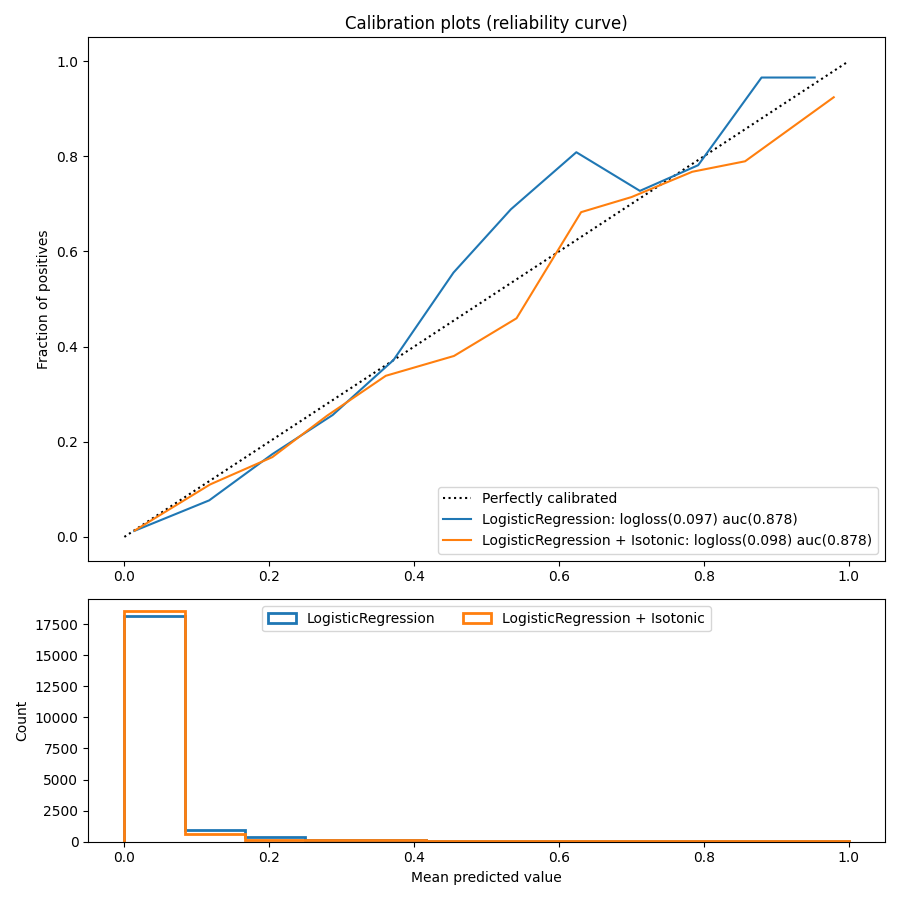 Calibration plots (reliability curve)
Fraction of positives
1.0
0.8
0.6
0.4
0.2
0.0
Perfectly calibrated
LogisticRegression: logloss(0.097) auc(0.878)
LogisticRegression + Isotonic: logloss(0.098) auc(0.878)
0.0 0.2 0.4 0.6 0.8 1.0
LogisticRegression LogisticRegression + Isotonic
Count
17500
15000
12500
10000
7500
5000
2500
0
0.0 0.2 0.4 0.6 0.8 1.0
Mean predicted value